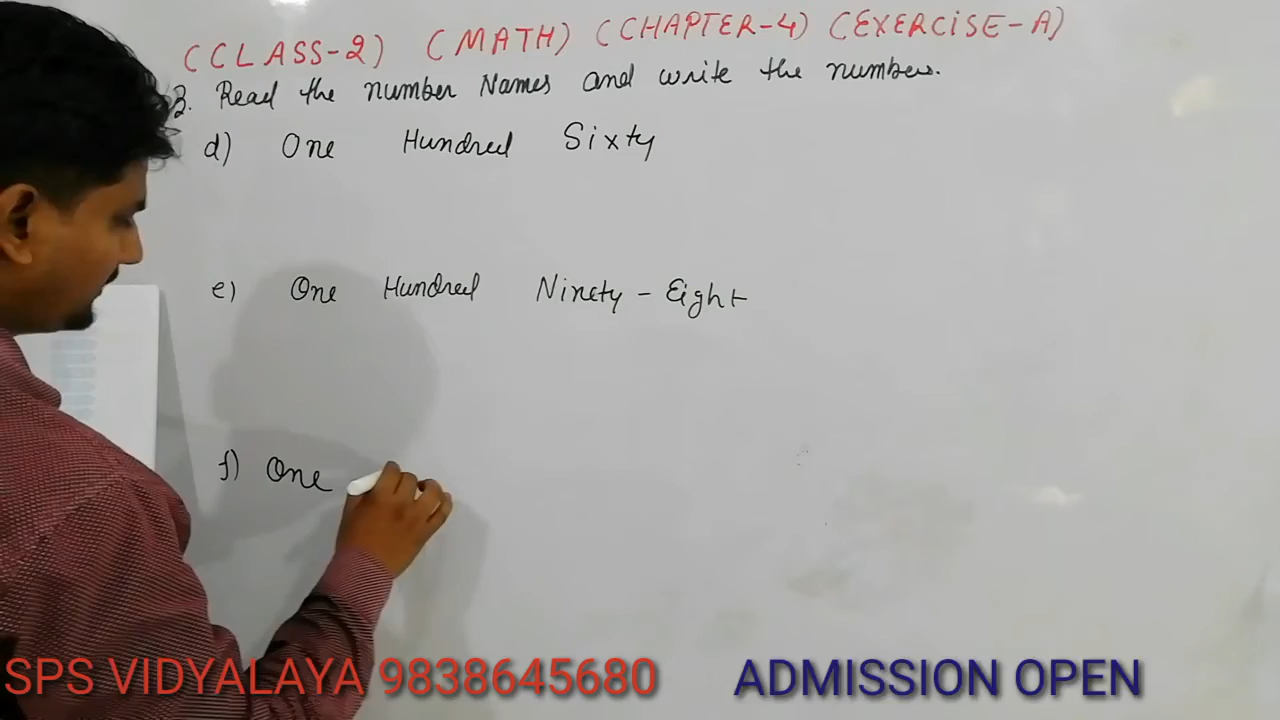 (CLASS-2) (MATH) (CHAPTER-4) (EXERCISE-A)
3. Read the number Names and write the numbers.
d) One Hundred Sixty
e) One Hundred Ninety - Eight
f) One
SPS VIDYALAYA 9838645680 ADMISSION OPEN